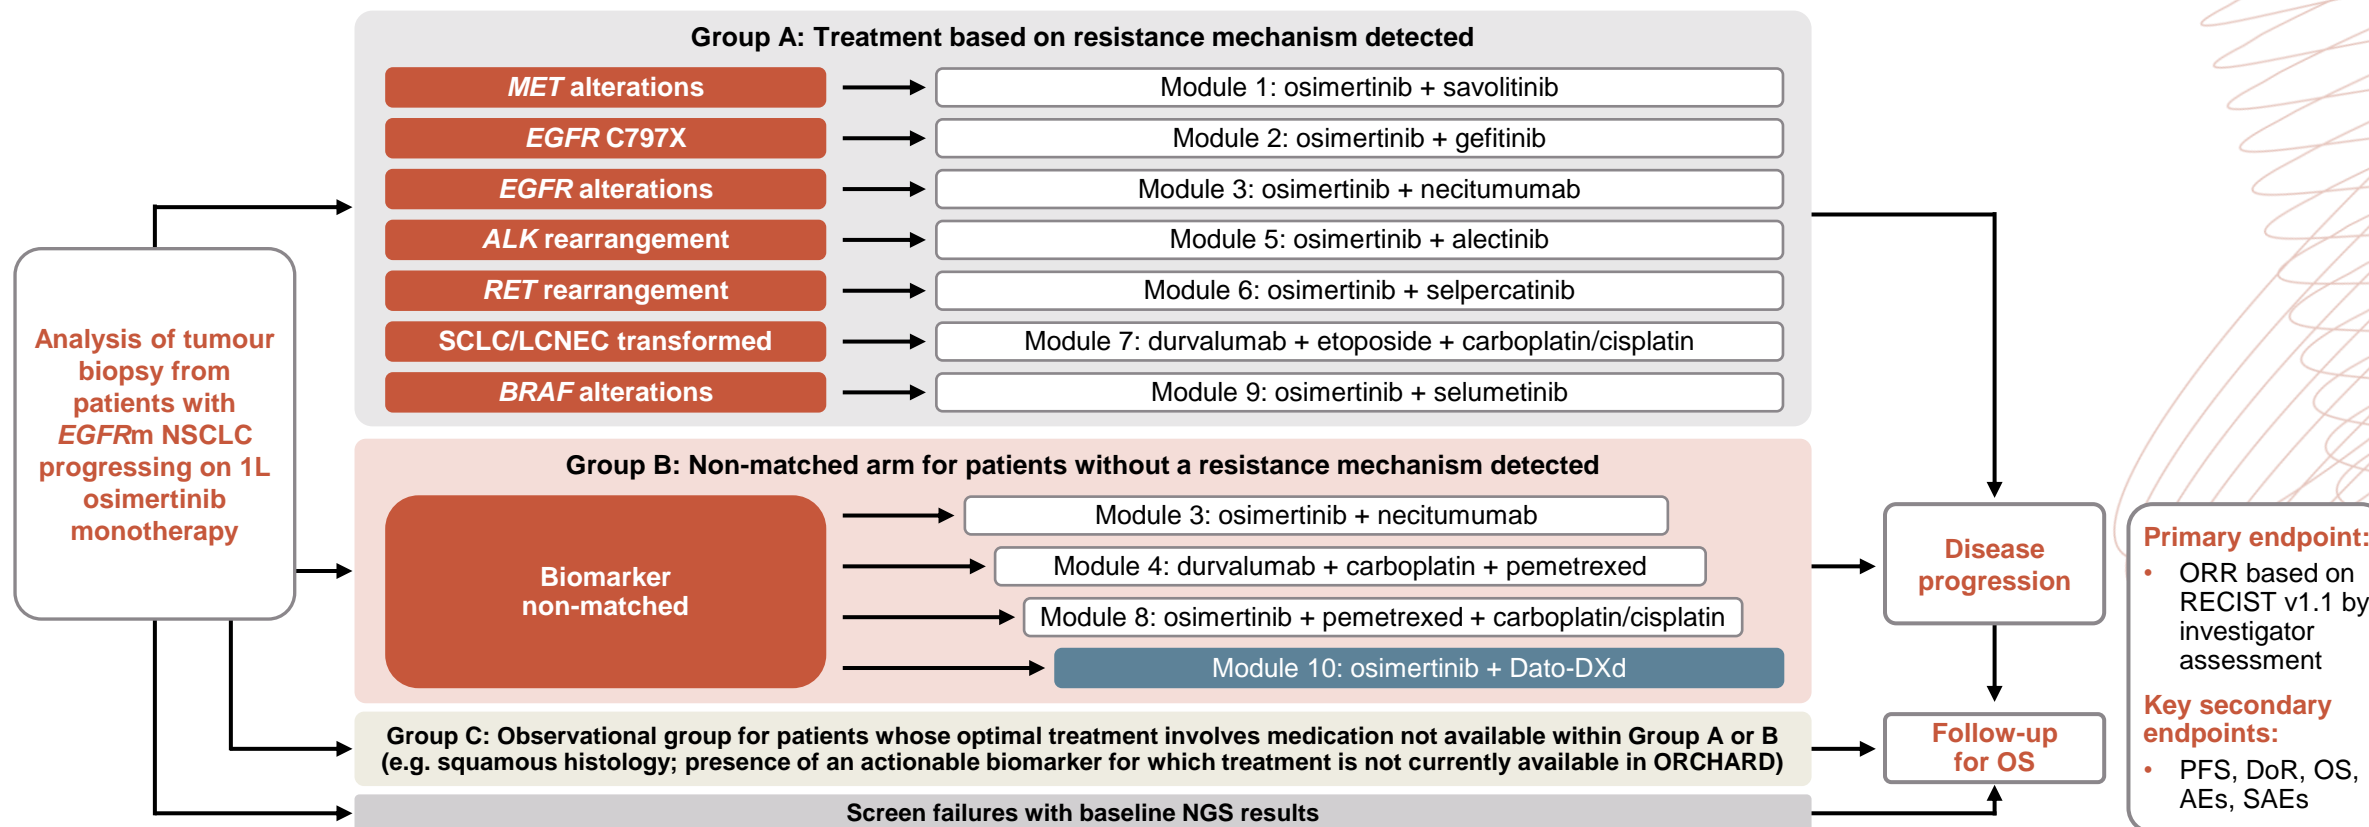 Group A: Treatment based on resistance mechanism detected
MET alterations
Module 1: osimertinib + savolitinib
EGFR C797X
Module 2: osimertinib + gefitinib
EGFR alterations
Module 3: osimertinib + necitumumab
ALK rearrangement
Module 5: osimertinib + alectinib
RET rearrangement
Module 6: osimertinib + selpercatinib
SCLC/LCNEC transformed
Module 7: durvalumab + etoposide + carboplatin/cisplatin
BRAF alterations
Module 9: osimertinib + selumetinib
Analysis of tumour
biopsy from
patients with
EGFRm NSCLC
progressing on 1L
osimertinib
monotherapy
Group B: Non-matched arm for patients without a resistance mechanism detected
Biomarker
non-matched
Module 3: osimertinib + necitumumab
Module 4: durvalumab + carboplatin + pemetrexed
Module 8: osimertinib + pemetrexed + carboplatin/cisplatin
Module 10: osimertinib + Dato-DXd
Group C: Observational group for patients whose optimal treatment involves medication not available within Group A or B
(e.g. squamous histology; presence of an actionable biomarker for which treatment is not currently available in ORCHARD)
Screen failures with baseline NGS results
Disease
progression
Follow-up
for OS
Primary endpoint:
• ORR based on
RECIST v1.1 by
investigator
assessment
Key secondary
endpoints:
• PFS, DoR, OS,
AEs, SAEs